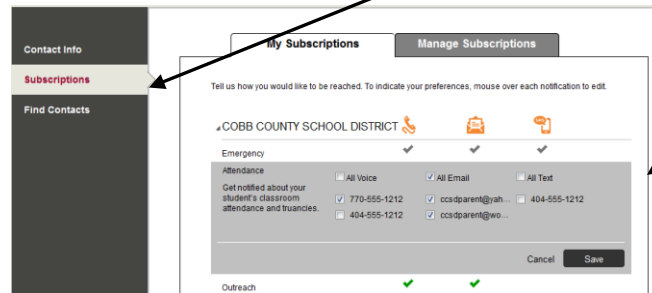 My Subscriptions
Manage Subscriptions
Contact Info
Subscriptions
Find Contacts
Tell us how you would like to be reached. To indicate your preferences, mouse over each notification to edit.
COBB COUNTY SCHOOL DISTRICT
Emergency
Attendance
All Voice
All Email
All Text
Get notified about your
student's classroom
attendance and truancies.
770-555-1212
ccsdparent@yah...
404-555-1212
404-555-1212
ccsdparent@wo...
Cancel
Save
Outreach